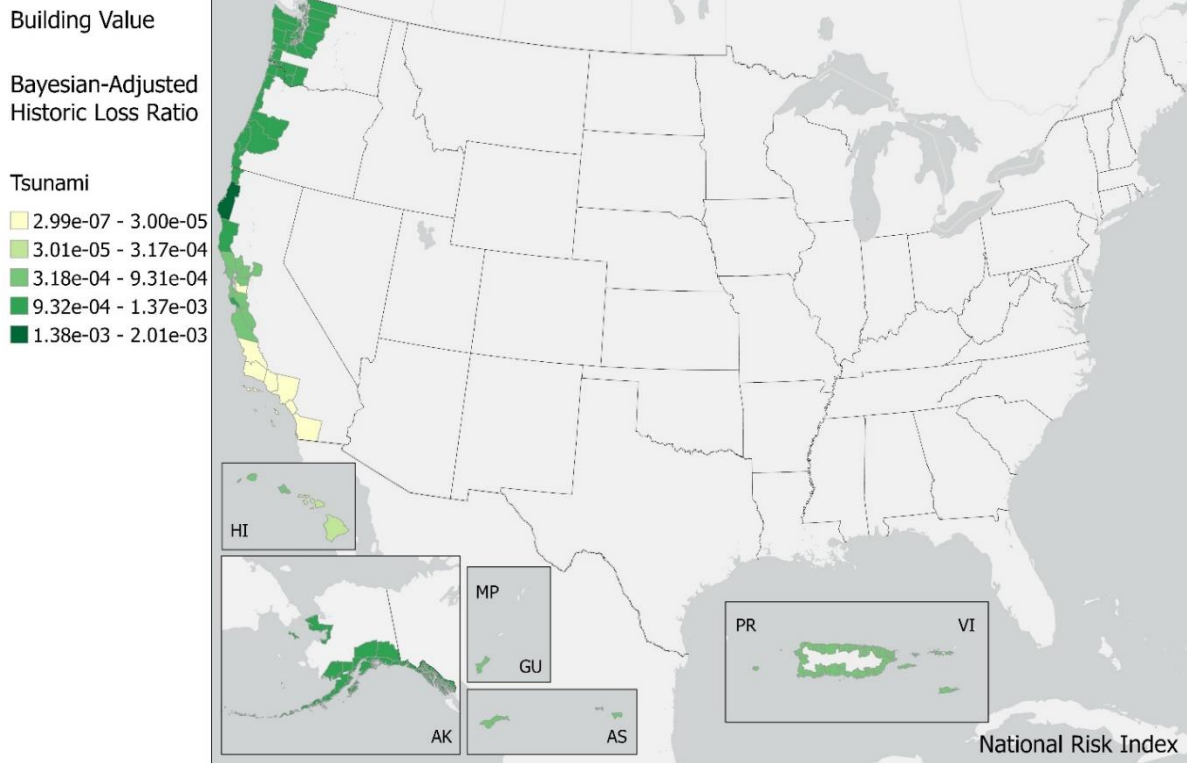 Building Value
Bayesian-Adjusted
Historic Loss Ratio
Tsunami
2.99e-07 - 3.00e-05
3.01e-05 - 3.17e-04
3.18e-04 - 9.31e-04
9.32e-04 - 1.37e-03
1.38e-03 - 2.01e-03
HI
AK
MP
GU
AS
PR
VI
National Risk Index